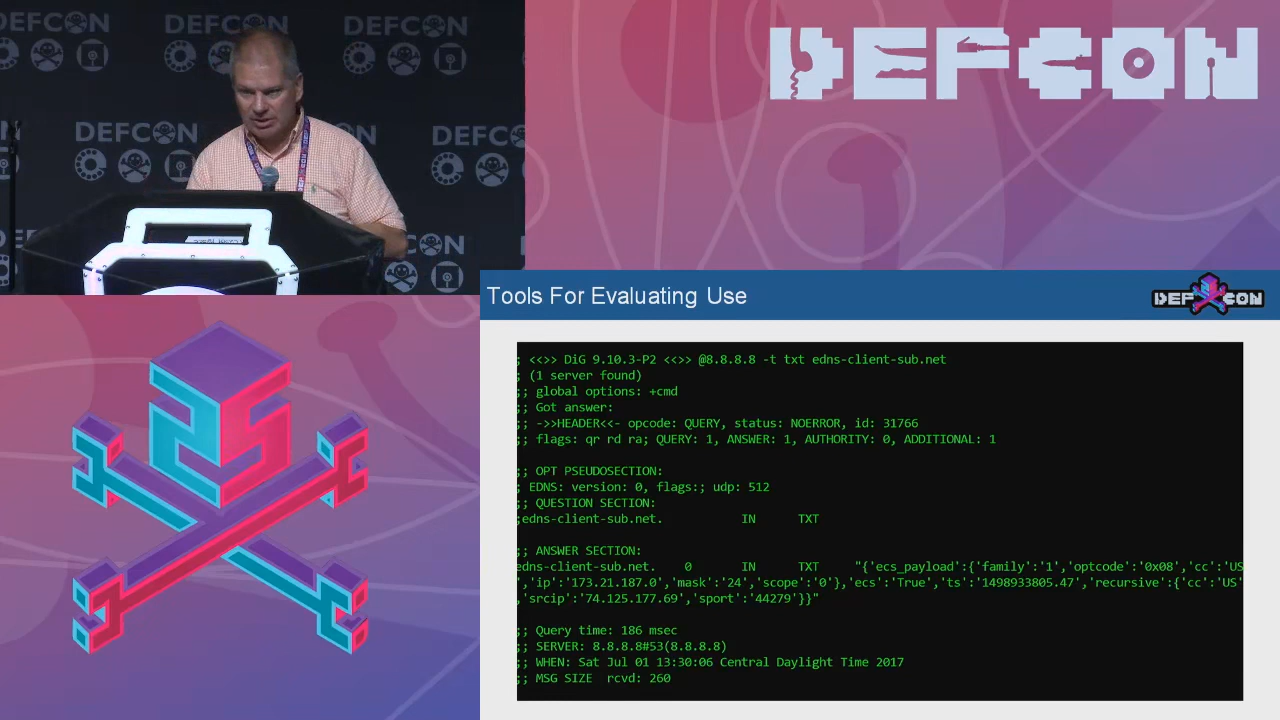 DEFCON
DEFCON
DEFCON
DEFCON
DEFCON
DEFCON
Tools For Evaluating Use
DEFCON
; <<>> DiG 9.10.3-P2 <<>> @8.8.8.8 -t txt edns-client-sub.net
; (1 server found)
;; global options: +cmd
;; Got answer:
;; ->>HEADER<<- opcode: QUERY, status: NOERROR, id: 31766
;; flags: qr rd ra; QUERY: 1, ANSWER: 1, AUTHORITY: 0, ADDITIONAL: 1
;; OPT PSEUDOSECTION:
; EDNS: version: 0, flags:; udp: 512
;; QUESTION SECTION:
;edns-client-sub.net. IN TXT
;; ANSWER SECTION:
edns-client-sub.net. 0 IN TXT "{'ecs_payload':{'family':'1','optcode':'0x08','cc':'US
','ip':'173.21.187.0','mask':'24','scope':'0'},'ecs':'True','ts':'1498933805.47','recursive':{'cc':'US'
,'srcip':'74.125.177.69','sport':'44279'}}"
;; Query time: 186 msec
;; SERVER: 8.8.8.8#53(8.8.8.8)
;; WHEN: Sat Jul 01 13:30:06 Central Daylight Time 2017
;; MSG SIZE rcvd: 260